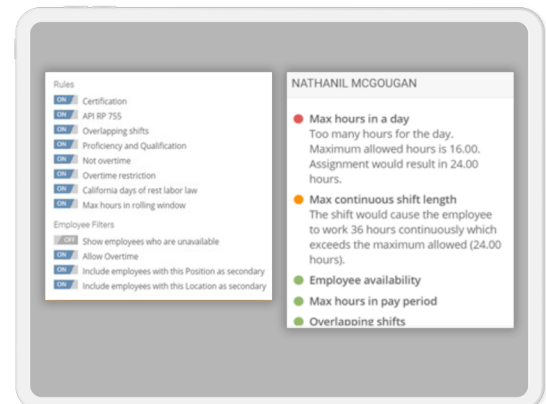 Rules
ON Certification
ON API RP 755
ON Overlapping shifts
ON Proficiency and Qualification
ON Not overtime
ON Overtime restriction
ON California days of rest labor law
ON Max hours in rolling window
Employee Filters
OFF Show employees who are unavailable
ON Allow Overtime
ON Include employees with this Position as secondary
ON Include employees with this Location as secondary
NATHANIL MCGOUGAN
Max hours in a day
Too many hours for the day.
Maximum allowed hours is 16.00.
Assignment would result in 24.00
hours.
Max continuous shift length
The shift would cause the employee
to work 36 hours continuously which
exceeds the maximum allowed (24.00
hours).
Employee availability
Max hours in pay period
Overlapping shifts